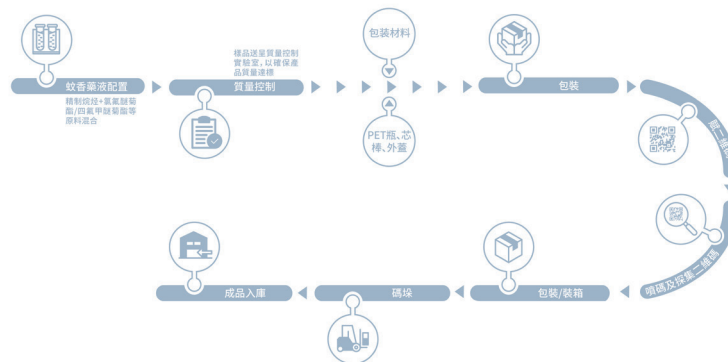 蚊香藥液配置
精制烷烴+氯氟醚菊
酯/四氟甲醚菊酯等
原料混合
樣品送呈質量控制
實驗室，以確保產
品質量達標
質量控制
包裝材料
PET瓶、芯
棒、外蓋
包裝
噴碼及採集二維碼
包裝/裝箱
碼垛
成品入庫